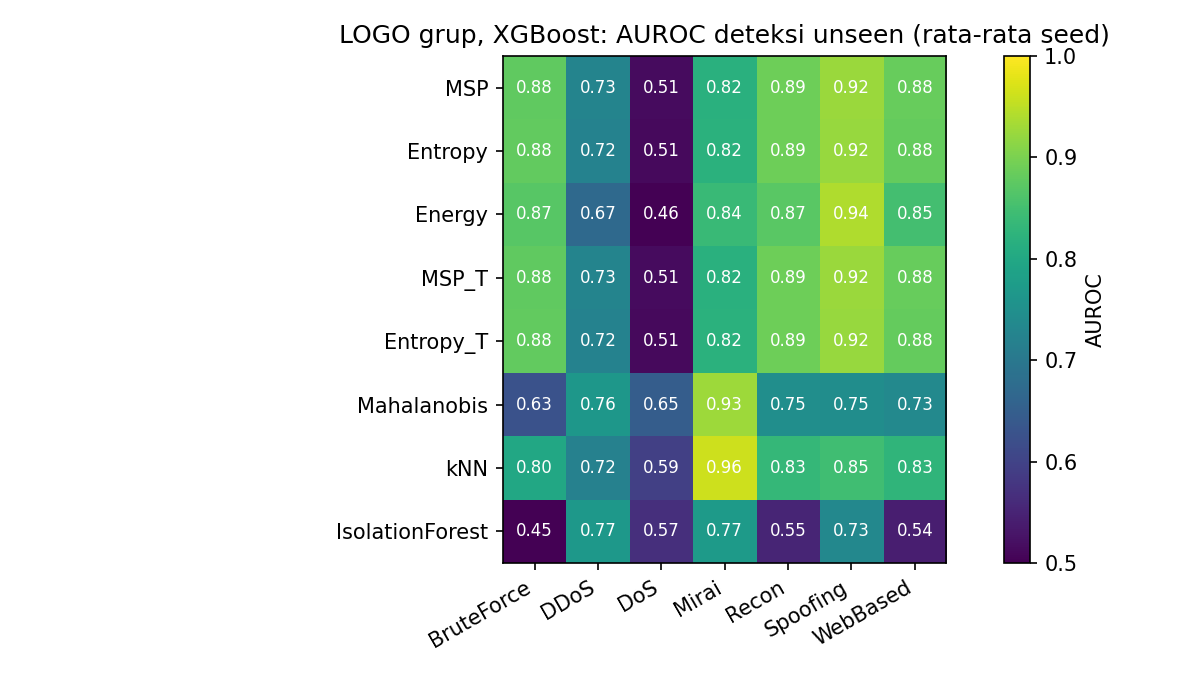 LOGO grup, XGBoost: AUROC deteksi unseen (rata-rata seed)
MSP 0.88 0.73 0.51 0.82 0.89 0.92 0.88
Entropy 0.88 0.72 0.51 0.82 0.89 0.92 0.88
Energy 0.87 0.67 0.46 0.84 0.87 0.94 0.85
MSP_T 0.88 0.73 0.51 0.82 0.89 0.92 0.88
Entropy_T 0.88 0.72 0.51 0.82 0.89 0.92 0.88
Mahalanobis 0.63 0.76 0.65 0.93 0.75 0.75 0.73
kNN 0.80 0.72 0.59 0.96 0.83 0.85 0.83
IsolationForest 0.45 0.77 0.57 0.77 0.55 0.73 0.54
BruteForce DDoS DoS Mirai Recon Spoofing WebBased
1.0
0.9
0.8
0.7
0.6
0.5
AUROC